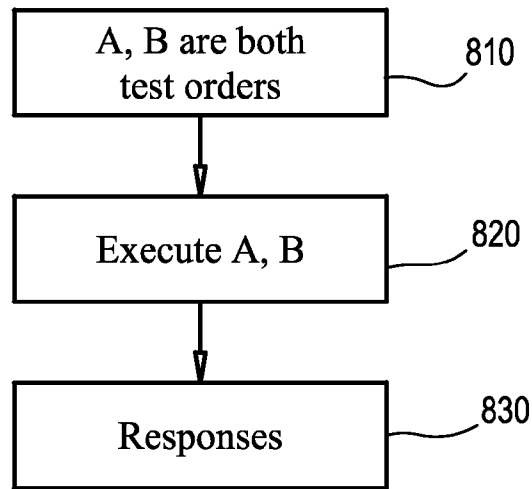 A, B are both
test orders
810
Execute A, B
820
Responses
830